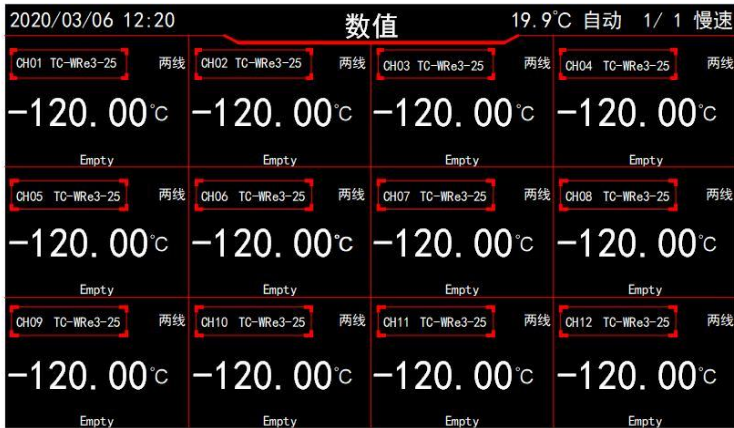 2020/03/06 12:20 数值 19.9℃ 自动 1/ 1 慢速
CH01 TC-WRe3-25 两线 CH02 TC-WRe3-25 两线 CH03 TC-WRe3-25 两线 CH04 TC-WRe3-25 两线
-120.00℃ -120.00℃ -120.00℃ -120.00℃
Empty Empty Empty Empty
CH05 TC-WRe3-25 两线 CH06 TC-WRe3-25 两线 CH07 TC-WRe3-25 两线 CH08 TC-WRe3-25 两线
-120.00℃ -120.00℃ -120.00℃ -120.00℃
Empty Empty Empty Empty
CH09 TC-WRe3-25 两线 CH10 TC-WRe3-25 两线 CH11 TC-WRe3-25 两线 CH12 TC-WRe3-25 两线
-120.00℃ -120.00℃ -120.00℃ -120.00℃
Empty Empty Empty Empty